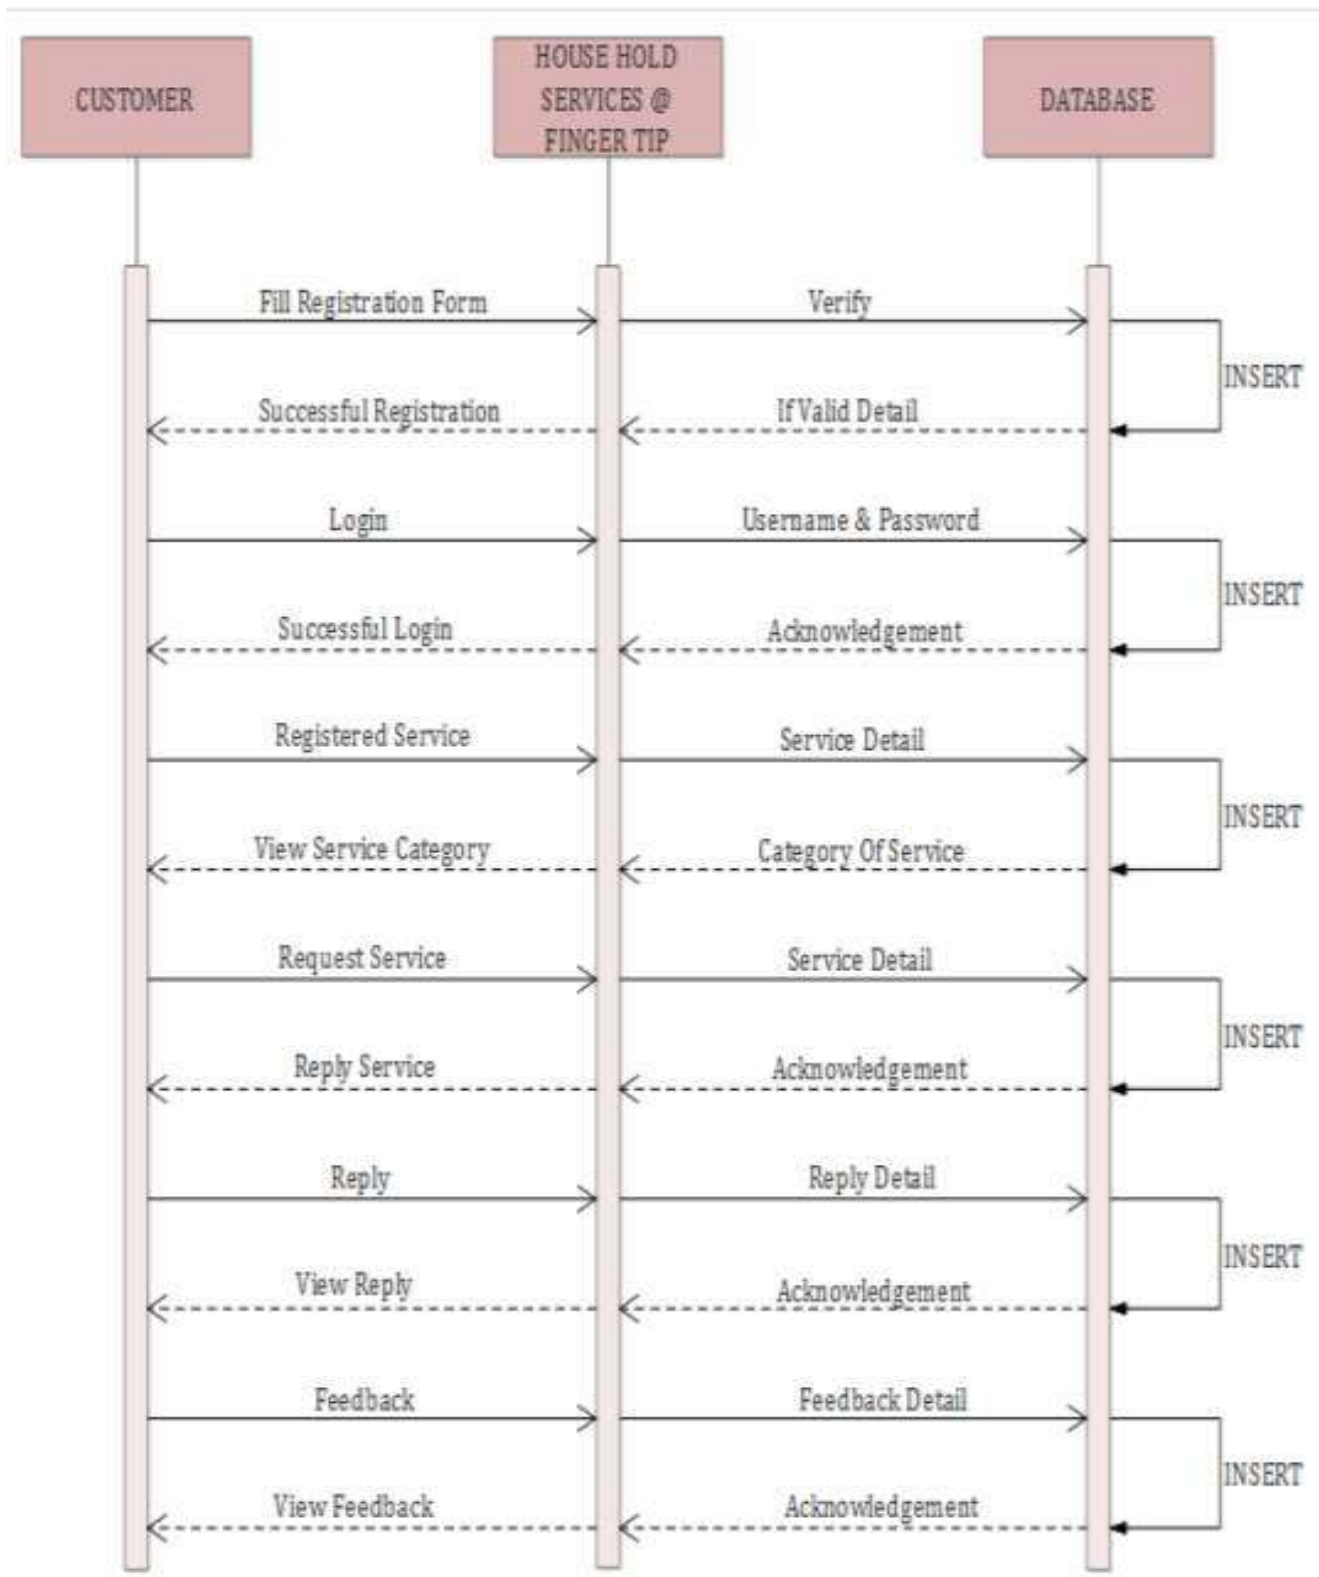 CUSTOMER
HOUSE HOLD
SERVICES @
FINGER TIP
DATABASE
Fill Registration Form
Verify
INSERT
Successful Registration
If Valid Detail
Login
Username & Password
INSERT
Successful Login
Acknowledgement
Registered Service
Service Detail
INSERT
View Service Category
Category Of Service
Request Service
Service Detail
INSERT
Reply Service
Acknowledgement
Reply
Reply Detail
INSERT
View Reply
Acknowledgement
Feedback
Feedback Detail
INSERT
View Feedback
Acknowledgement